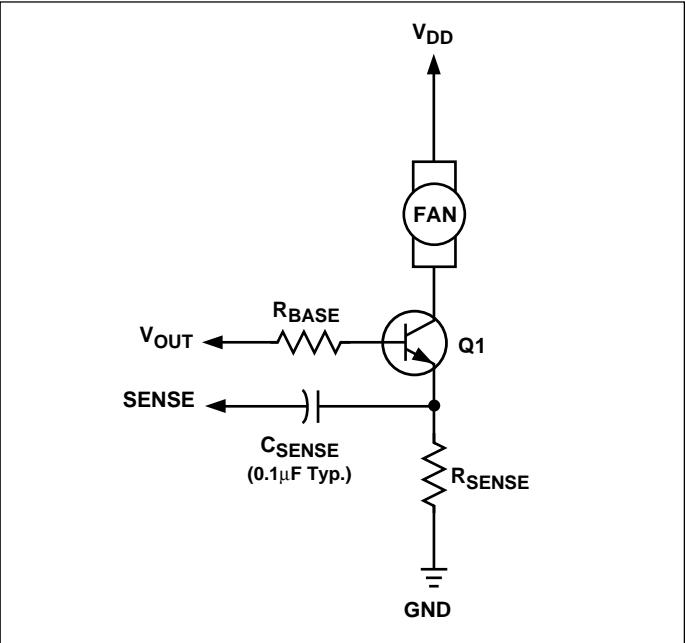 VDD
FAN
RBASE
VOUT
Q1
SENSE
CSENSE
(0.1μF Typ.)
RSENSE
GND